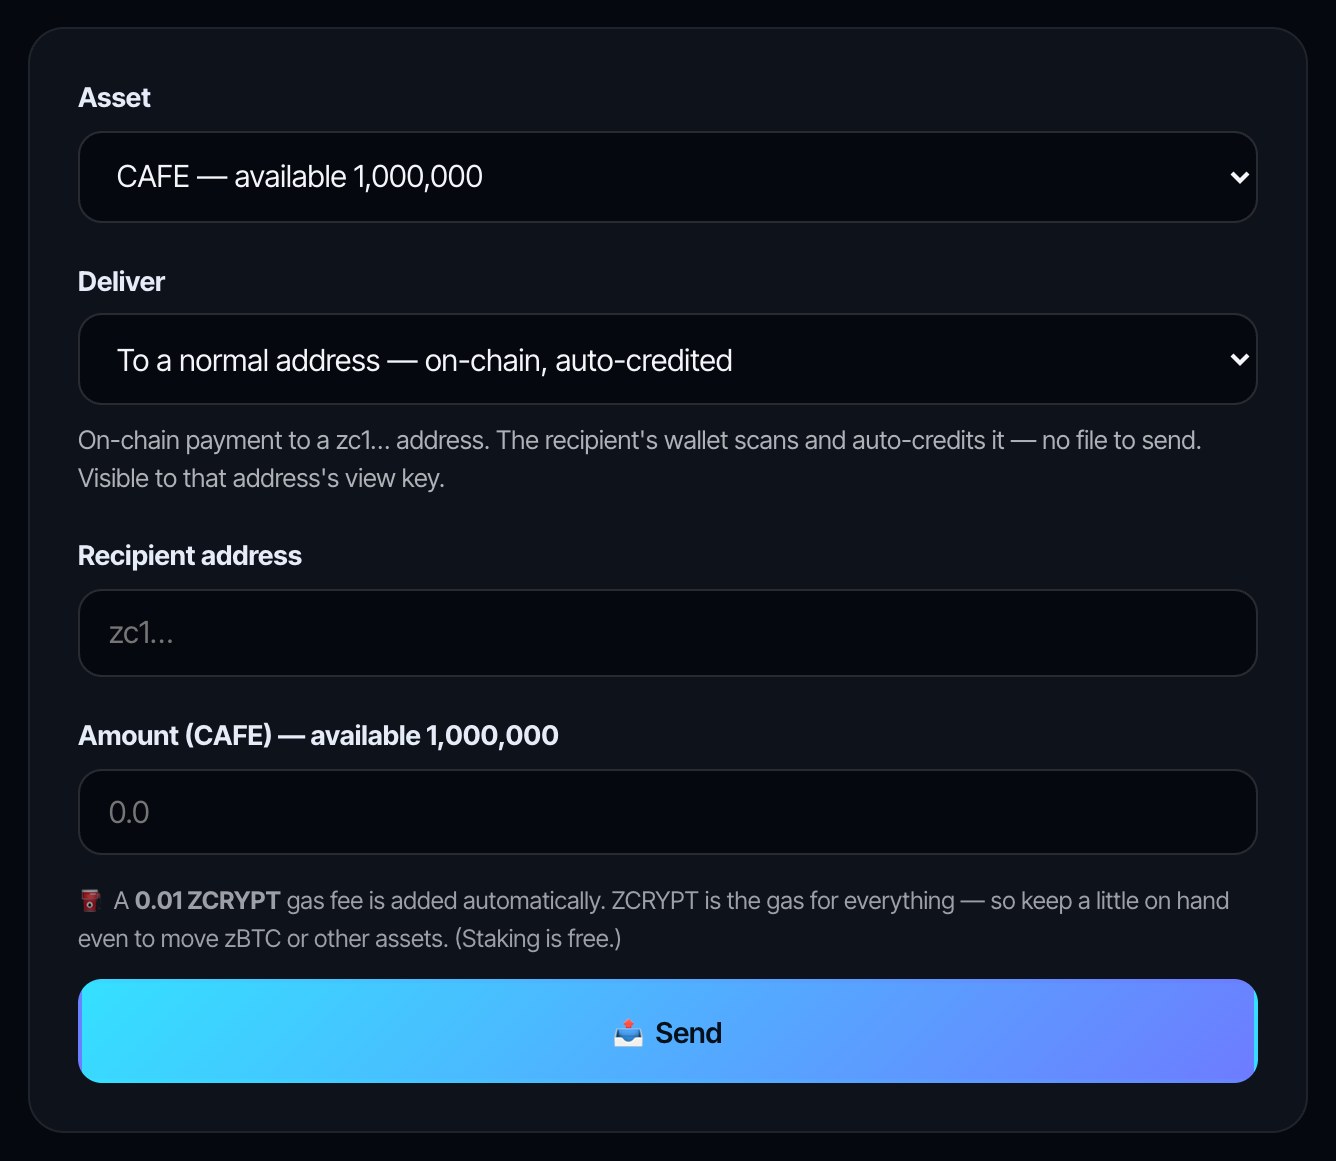 Asset
CAFE — available 1,000,000
Deliver
To a normal address — on-chain, auto-credited
On-chain payment to a zc1... address. The recipient's wallet scans and auto-credits it — no file to send.
Visible to that address's view key.
Recipient address
zc1...
Amount (CAFE) — available 1,000,000
0.0
A 0.01 ZCRYPT gas fee is added automatically. ZCRYPT is the gas for everything — so keep a little on hand
even to move zBTC or other assets. (Staking is free.)
Send